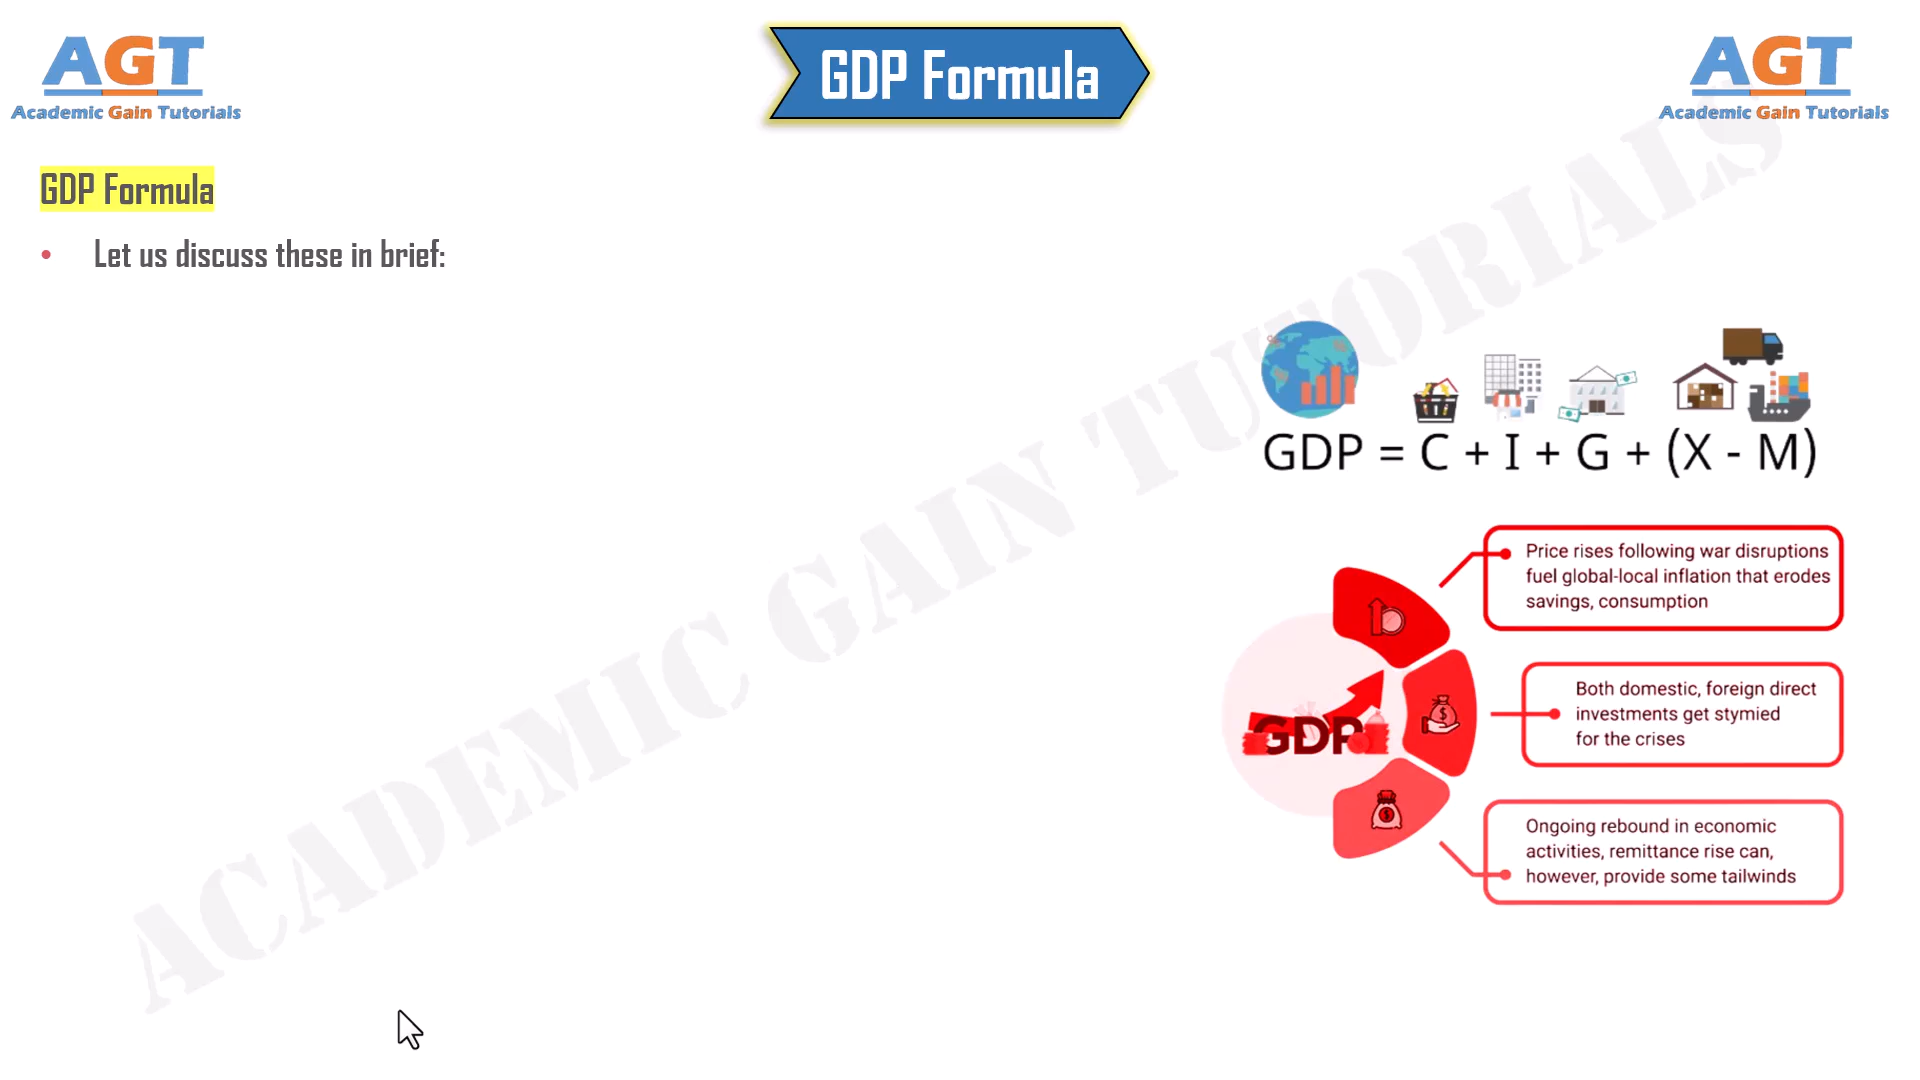 AGT
Academic Gain Tutorials
GDP Formula
AGT
Academic Gain Tutorials
GDP Formula
• Let us discuss these in brief:
GDP = C + I + G + (X - M)
Price rises following war disruptions
fuel global-local inflation that erodes
savings, consumption
GDP
Both domestic, foreign direct
investments get stymied
for the crises
Ongoing rebound in economic
activities, remittance rise can,
however, provide some tailwinds
ACADEMIC GAIN TUTORIALS